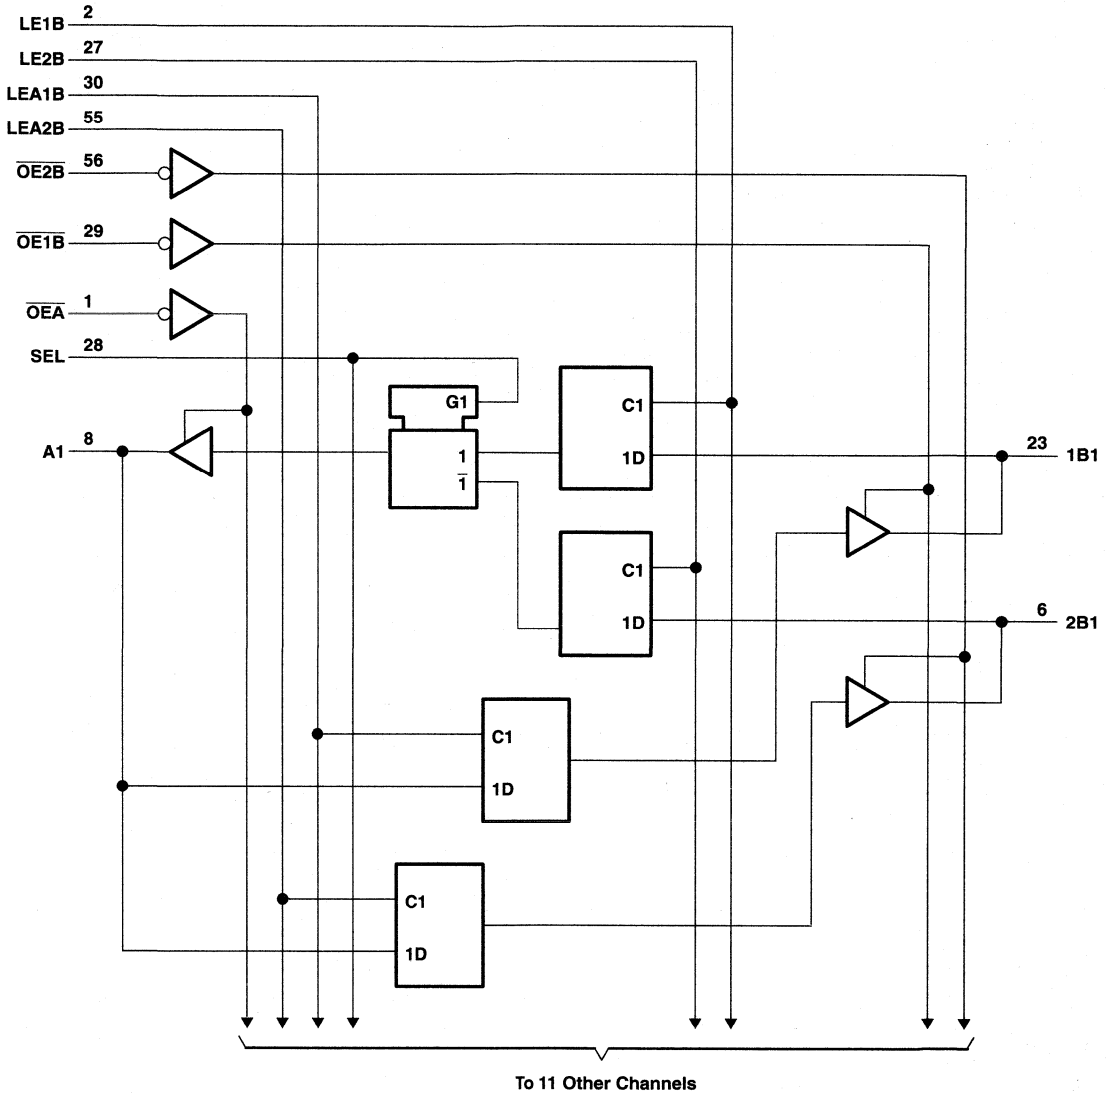 LE1B 2
LE2B 27
LEA1B 30
LEA2B 55
OE2B 56
OE1B 29
OEA 1
SEL 28
G1
C1
A1 8
1
1D
23 1B1
1
C1
1D
6 2B1
C1
1D
C1
1D
To 11 Other Channels